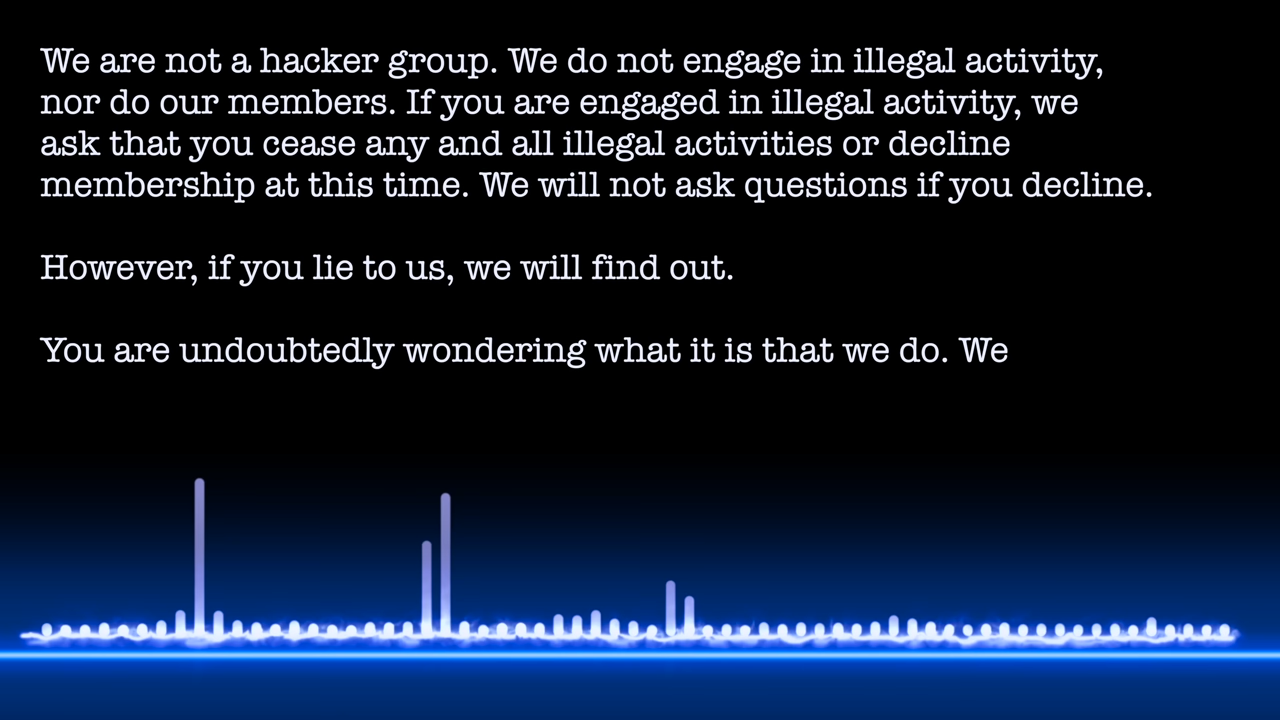 We are not a hacker group. We do not engage in illegal activity,
nor do our members. If you are engaged in illegal activity, we
ask that you cease any and all illegal activities or decline
membership at this time. We will not ask questions if you decline.
However, if you lie to us, we will find out.
You are undoubtedly wondering what it is that we do. We